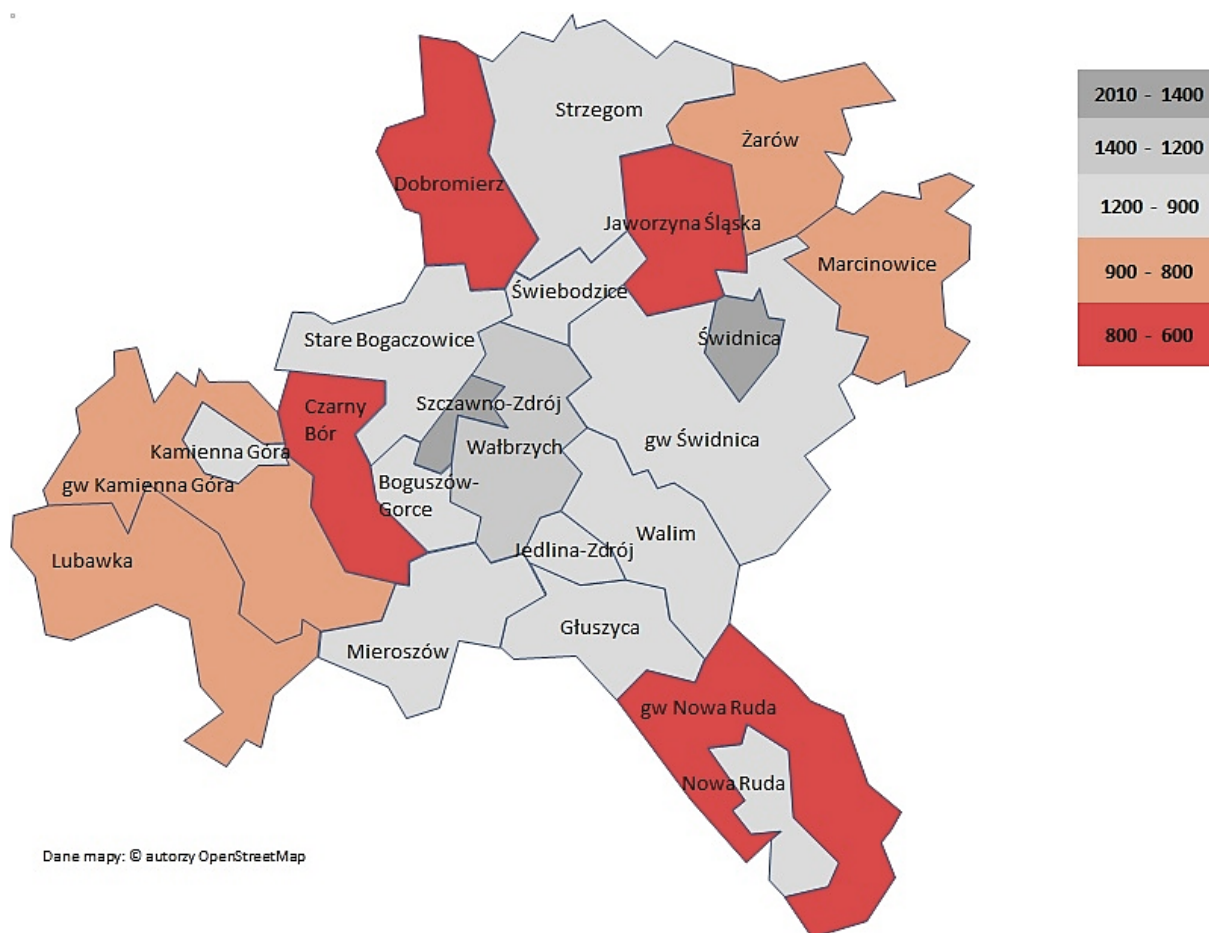 2010 - 1400
1400 - 1200
1200 - 900
900 - 800
800 - 600
Strzegom
Żarów
Dobromierz
Jaworzyna Śląska
Marcinowice
Świebodzice
Stare Bogaczowice
Świdnica
Czarny
Bór
Szczawno-Zdrój
Kamienna Góra
Wałbrzych
gw Świdnica
gw Kamienna Góra
Boguszów-
Gorce
Walim
Jedlina-Zdrój
Lubawka
Głuszyca
Mieroszów
gw Nowa Ruda
Nowa Ruda
Dane mapy: © autorzy OpenStreetMap